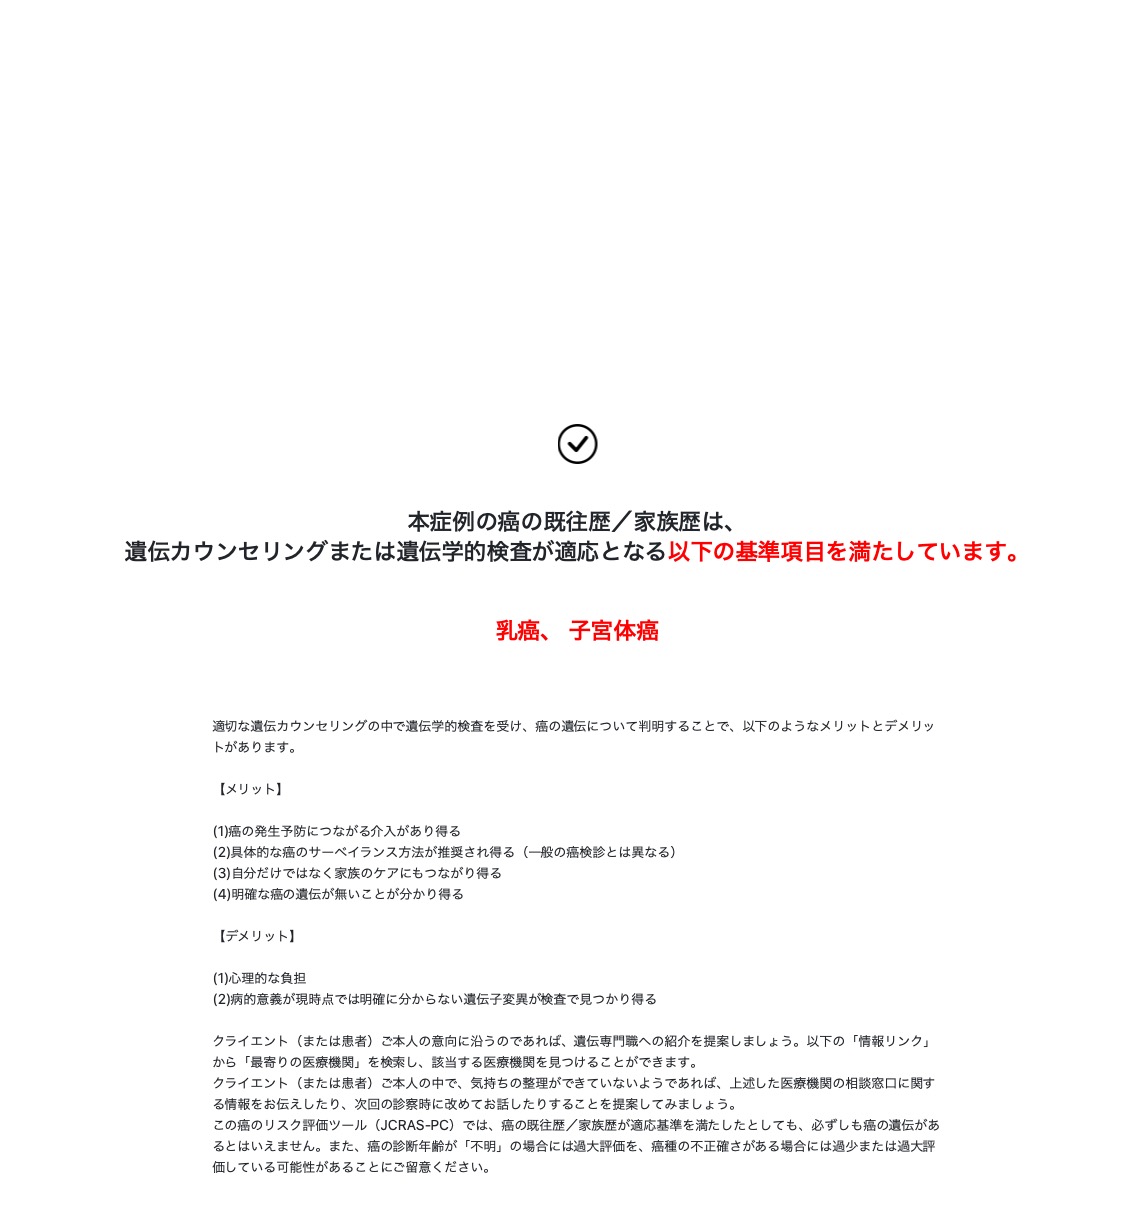 本症例の癌の既往歴／家族歴は、
遺伝カウンセリングまたは遺伝学的検査が適応となる以下の基準項目を満たしています。
乳癌、 子宮体癌
適切な遺伝カウンセリングの中で遺伝学的検査を受け、癌の遺伝について判明することで、以下のようなメリットとデメリッ
トがあります。
【メリット】
(1)癌の発生予防につながる介入があり得る
(2)具体的な癌のサーベイランス方法が推奨され得る（一般の癌検診とは異なる）
(3)自分だけではなく家族のケアにもつながり得る
(4)明確な癌の遺伝が無いことが分かり得る
【デメリット】
(1)心理的な負担
(2)病的意義が現時点では明確に分からない遺伝子変異が検査で見つかり得る
クライエント（または患者）ご本人の意向に沿うのであれば、遺伝専門職への紹介を提案しましょう。以下の「情報リンク」
から「最寄りの医療機関」を検索し、該当する医療機関を見つけることができます。
クライエント（または患者）ご本人の中で、気持ちの整理ができていないようであれば、上述した医療機関の相談窓口に関す
る情報をお伝えしたり、次回の診察時に改めてお話したりすることを提案してみましょう。
この癌のリスク評価ツール（JCRAS-PC）では、癌の既往歴／家族歴が適応基準を満たしたとしても、必ずしも癌の遺伝があ
るとはいえません。また、癌の診断年齢が「不明」の場合には過大評価を、癌種の不正確さがある場合には過少または過大評
価している可能性があることにご留意ください。